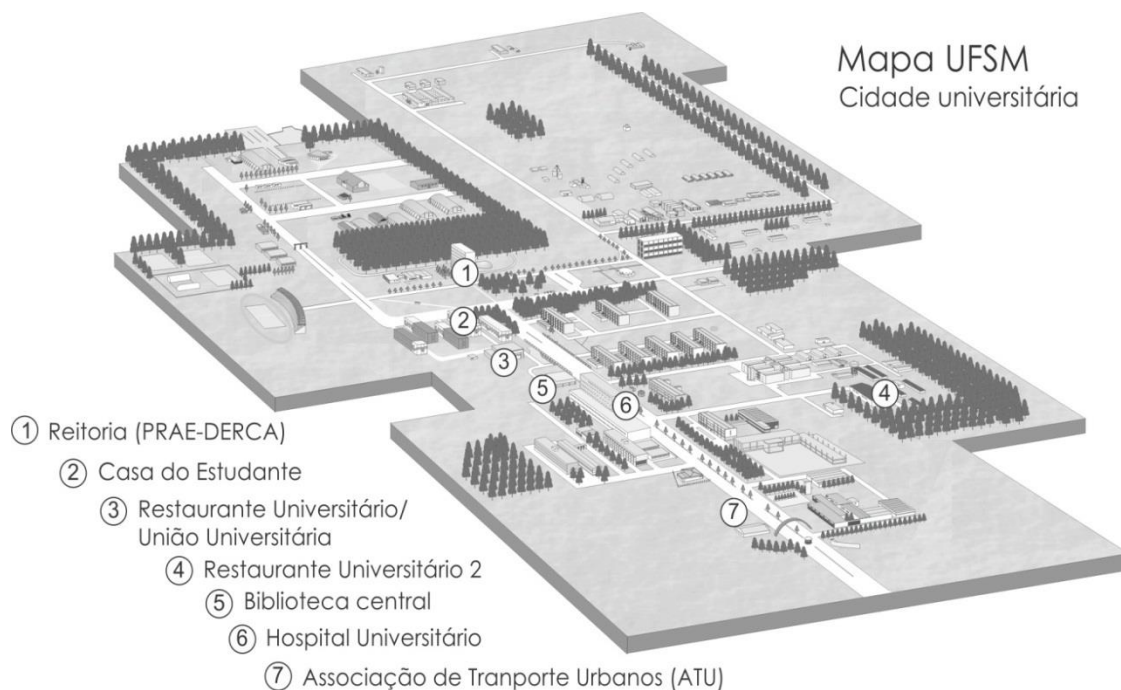 Mapa UFSM
Cidade universitária
1
2
3
5
6
4
7
1 Reitoria (PRAE-DERCA)
2 Casa do Estudante
3 Restaurante Universitário/
União Universitária
4 Restaurante Universitário 2
5 Biblioteca central
6 Hospital Universitário
7 Associação de Tranporte Urbanos (ATU)